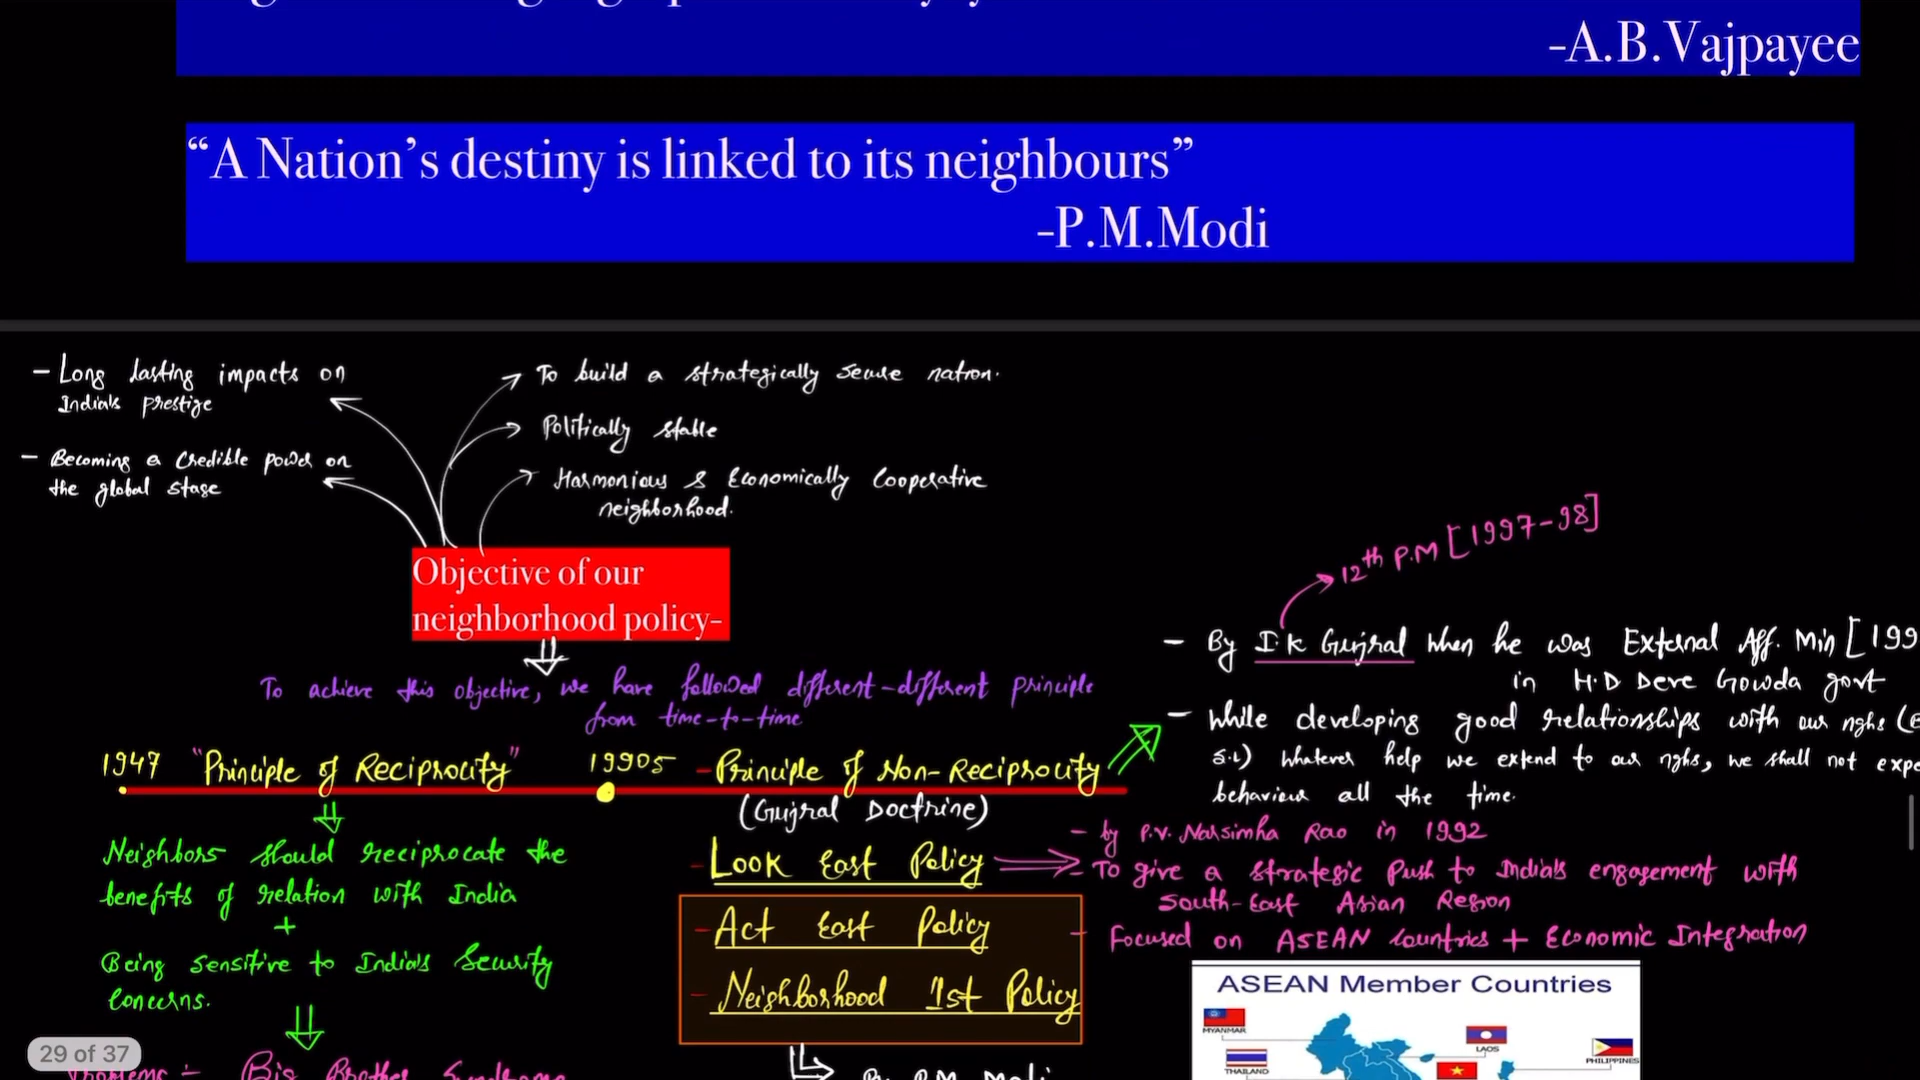 -A.B.Vajpayee
“A Nation’s destiny is linked to its neighbours”
-P.M.Modi
- Long lasting impacts on
India's prestige
- Becoming a credible power on
the global stage
To build a strategically secure nation.
Politically stable
Harmonious & Economically Cooperative
neighborhood.
Objective of our
neighborhood policy-
To achieve this objective, we have followed different-different principle
from time-to-time
1947 "Principle of Reciprocity" 1990s - Principle of Non-Reciprocity
(Gujral Doctrine)
Neighbors should reciprocate the
benefits of relation with India
+
Being sensitive to India's Security
Concerns.
Problems :- Big Brother Syndrome
- Look East Policy
- Act East Policy
- Neighborhood 1st Policy
By P.M. Modi
12th P.M [1997-98]
- By I.K Gujral when he was External Aff. Min [199
in H.D Deve Gowda govt
- While developing good relationships with our nghs
S.L) Whatever help we extend to our nghs, we shall not expe
behaviour all the time.
- by P.V. Narsimha Rao in 1992
- To give a strategic push to India's engagement with
South-East Asian Region
- Focused on ASEAN countries + Economic Integration
ASEAN Member Countries
MYANMAR
LAOS
PHILIPPINES
THAILAND
29 of 37